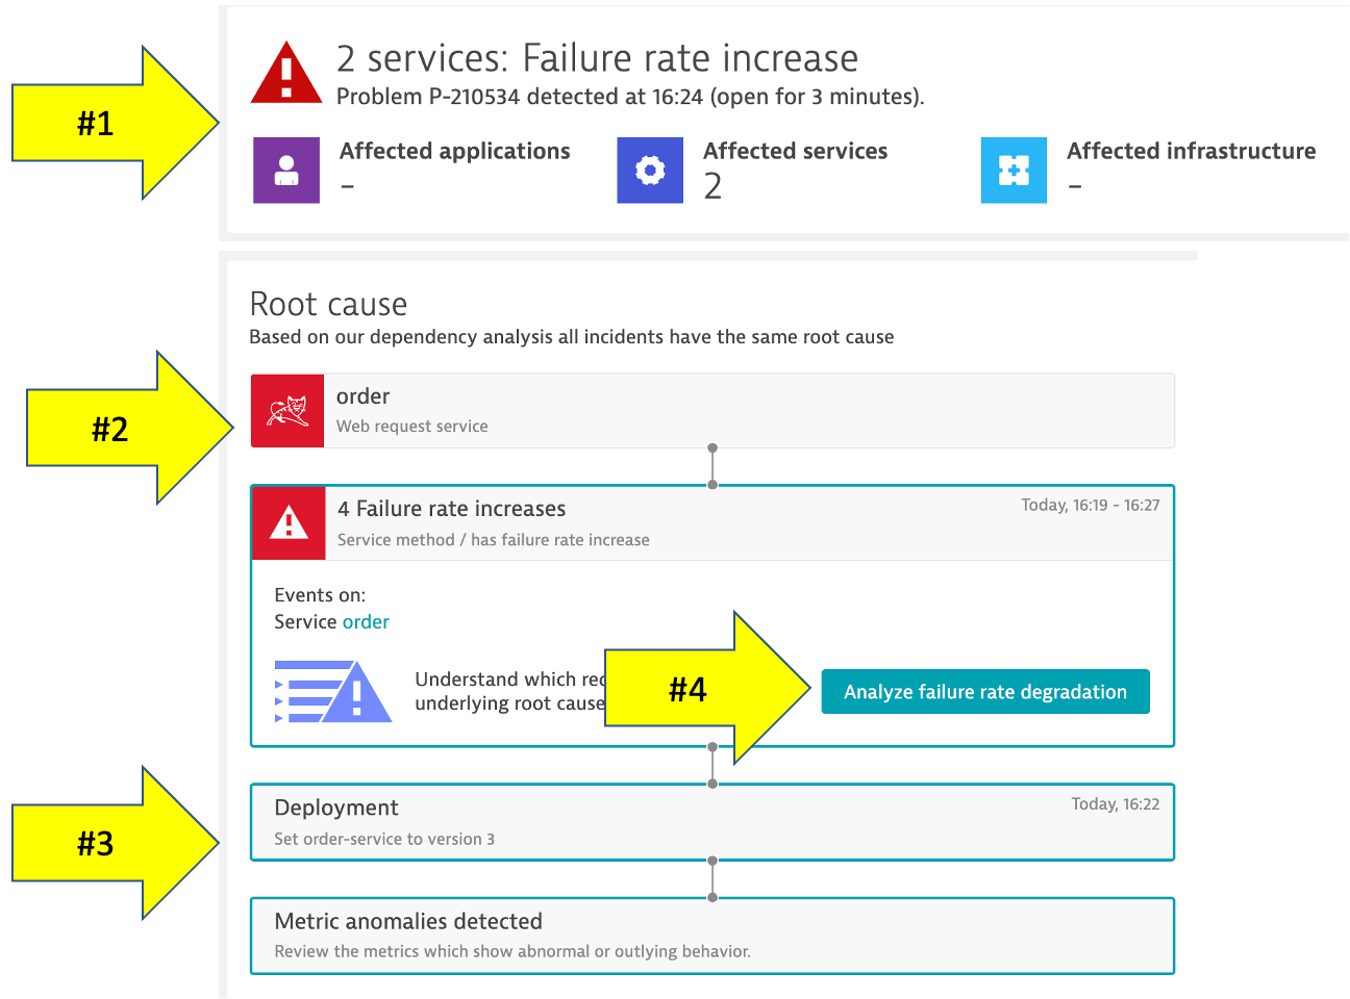 #1
2 services: Failure rate increase
Problem P-210534 detected at 16:24 (open for 3 minutes).
Affected applications
–
Affected services
2
Affected infrastructure
–
Root cause
Based on our dependency analysis all incidents have the same root cause
#2
order
Web request service
4 Failure rate increases
Today, 16:19 - 16:27
Service method / has failure rate increase
Events on:
Service order
Understand which
underlying root cause
#4
Analyze failure rate degradation
#3
Deployment
Today, 16:22
Set order-service to version 3
Metric anomalies detected
Review the metrics which show abnormal or outlying behavior.